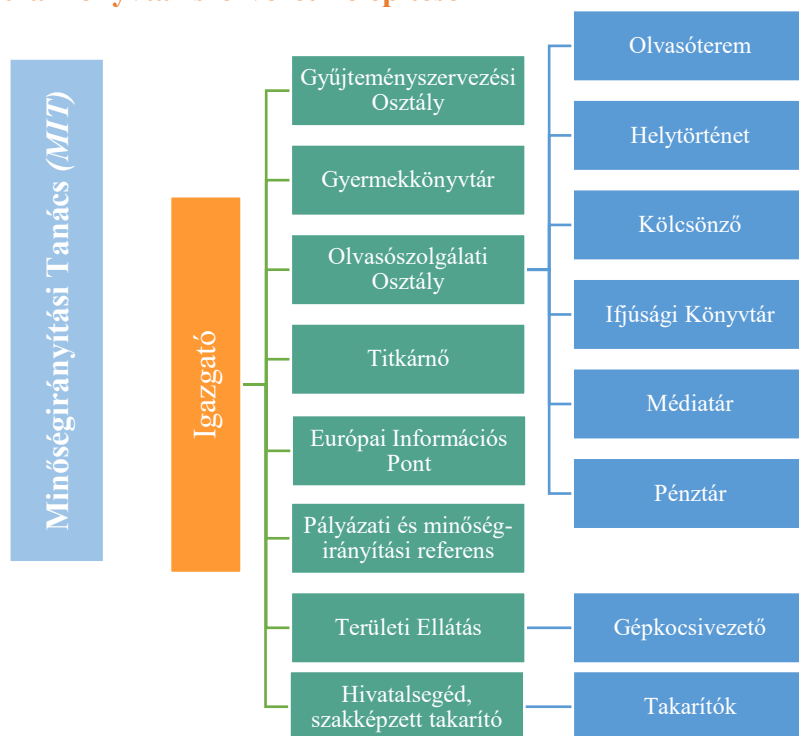 Minőségirányítási Tanács (MIT)
Igazgató
Gyűjteményszervezési
Osztály
Gyermekkönyvtár
Olvasószolgálati
Osztály
Titkárnő
Európai Információs
Pont
Pályázati és minőség-
irányítási referens
Területi Ellátás
Hivatalsegéd,
szakképzett takarító
Olvasóterem
Helytörténet
Kölcsönző
Ifjúsági Könyvtár
Médiatár
Pénztár
Gépkocsivezető
Takarítók